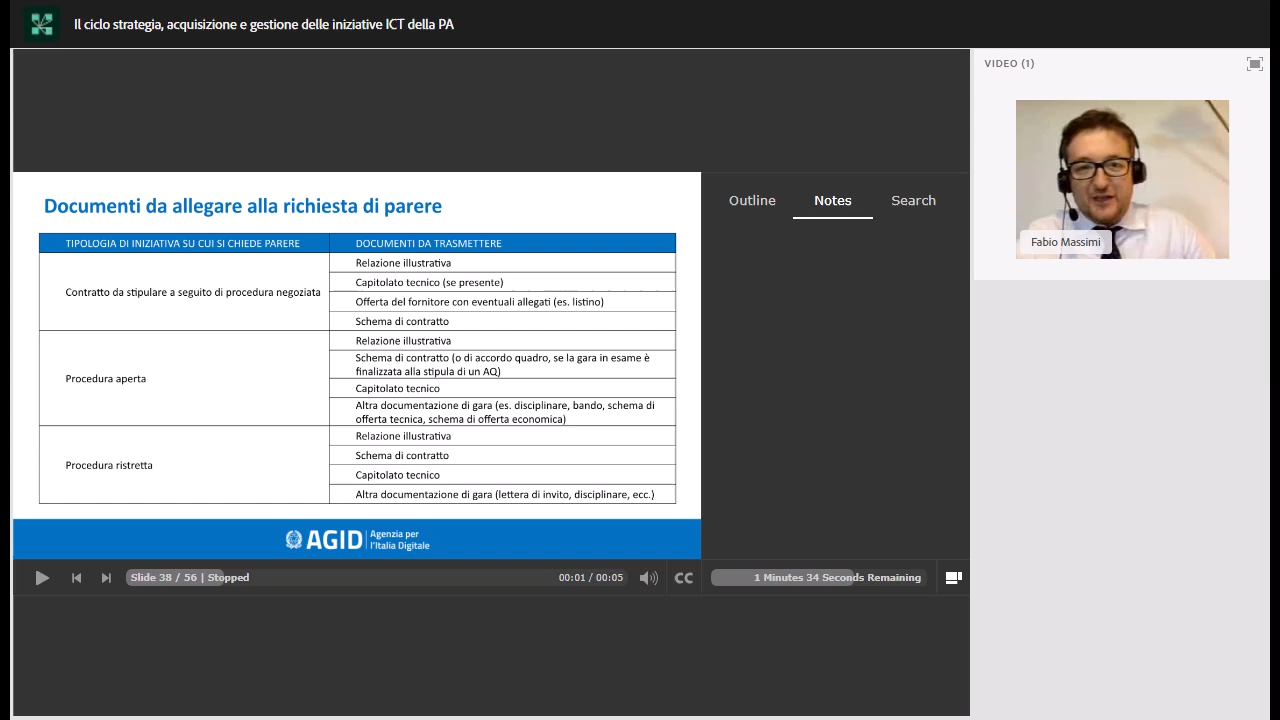 Il ciclo strategia, acquisizione e gestione delle iniziative ICT della PA
VIDEO (1)
Fabio Massimi
Outline
Notes
Search
Documenti da allegare alla richiesta di parere
TIPOLOGIA DI INIZIATIVA SU CUI SI CHIEDE PARERE
DOCUMENTI DA TRASMETTERE
Contratto da stipulare a seguito di procedura negoziata
Relazione illustrativa
Capitolato tecnico (se presente)
Offerta del fornitore con eventuali allegati (es. listino)
Schema di contratto
Procedura aperta
Relazione illustrativa
Schema di contratto (o di accordo quadro, se la gara in esame è
finalizzata alla stipula di un AQ)
Capitolato tecnico
Altra documentazione di gara (es. disciplinare, bando, schema di
offerta tecnica, schema di offerta economica)
Procedura ristretta
Relazione illustrativa
Schema di contratto
Capitolato tecnico
Altra documentazione di gara (lettera di invito, disciplinare, ecc.)
AGID
Agenzia per
l'Italia Digitale
Slide 38 / 56 | Stopped
00:01 / 00:05
CC
1 Minutes 34 Seconds Remaining